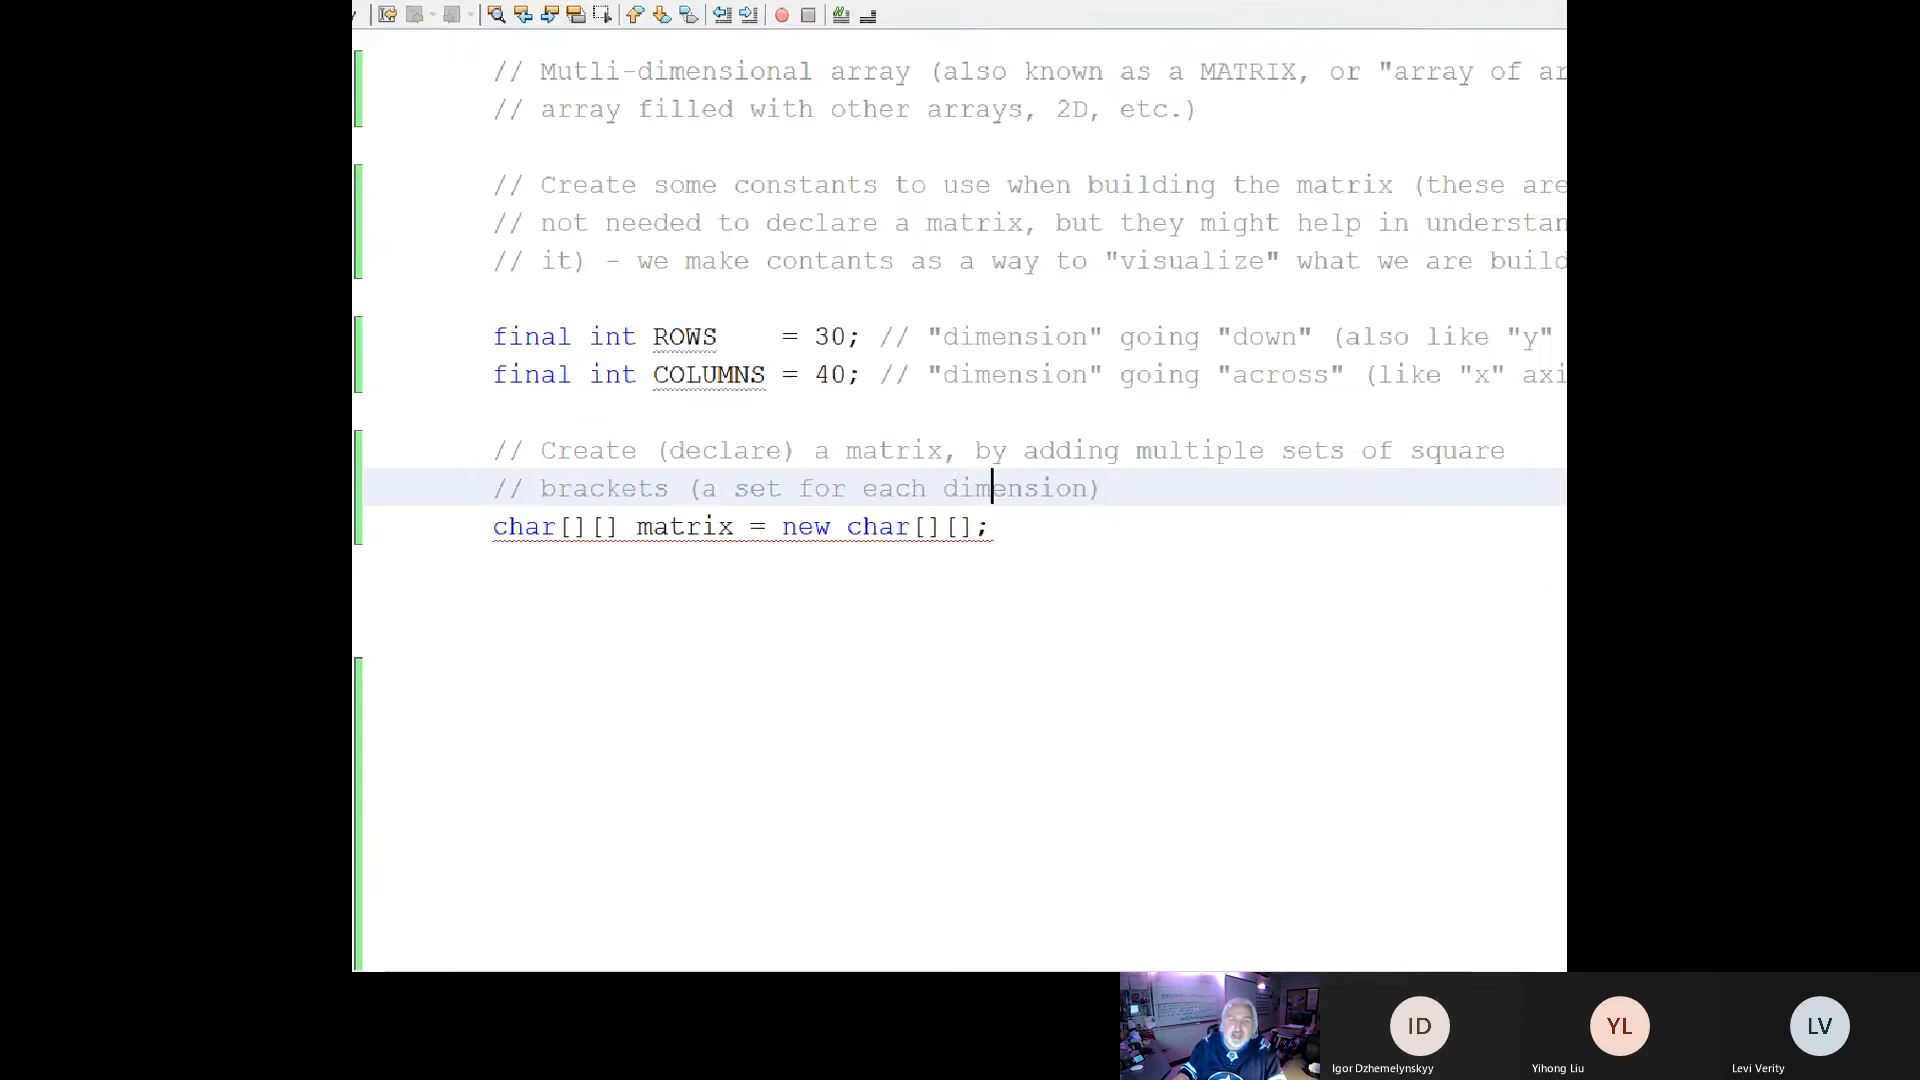 // Mutli-dimensional array (also known as a MATRIX, or "array of ar
// array filled with other arrays, 2D, etc.)
// Create some constants to use when building the matrix (these are
// not needed to declare a matrix, but they might help in understan
// it) - we make contants as a way to "visualize" what we are build
final int ROWS    = 30; // "dimension" going "down" (also like "y"
final int COLUMNS = 40; // "dimension" going "across" (like "x" axi
// Create (declare) a matrix, by adding multiple sets of square
// brackets (a set for each dimension)
char[][] matrix = new char[][];
ID
YL
LV
Igor Dzhemelynskyy
Yihong Liu
Levi Verity